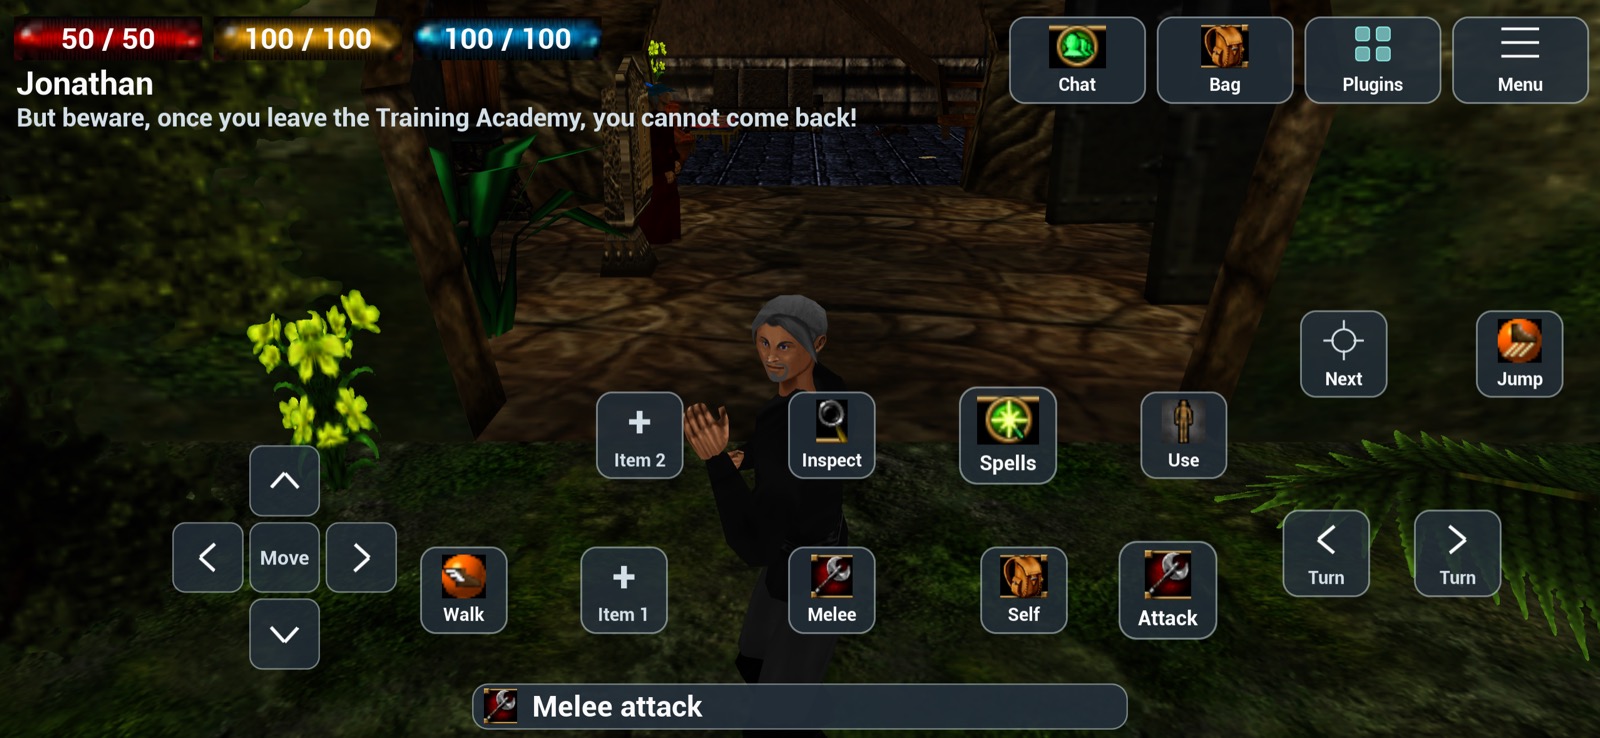 50 / 50
100 / 100
100 / 100
Chat
Bag
Plugins
Menu
Jonathan
But beware, once you leave the Training Academy, you cannot come back!
Next
Jump
Item 2
Inspect
Spells
Use
Move
Walk
Item 1
Melee
Self
Attack
Turn
Turn
Melee attack